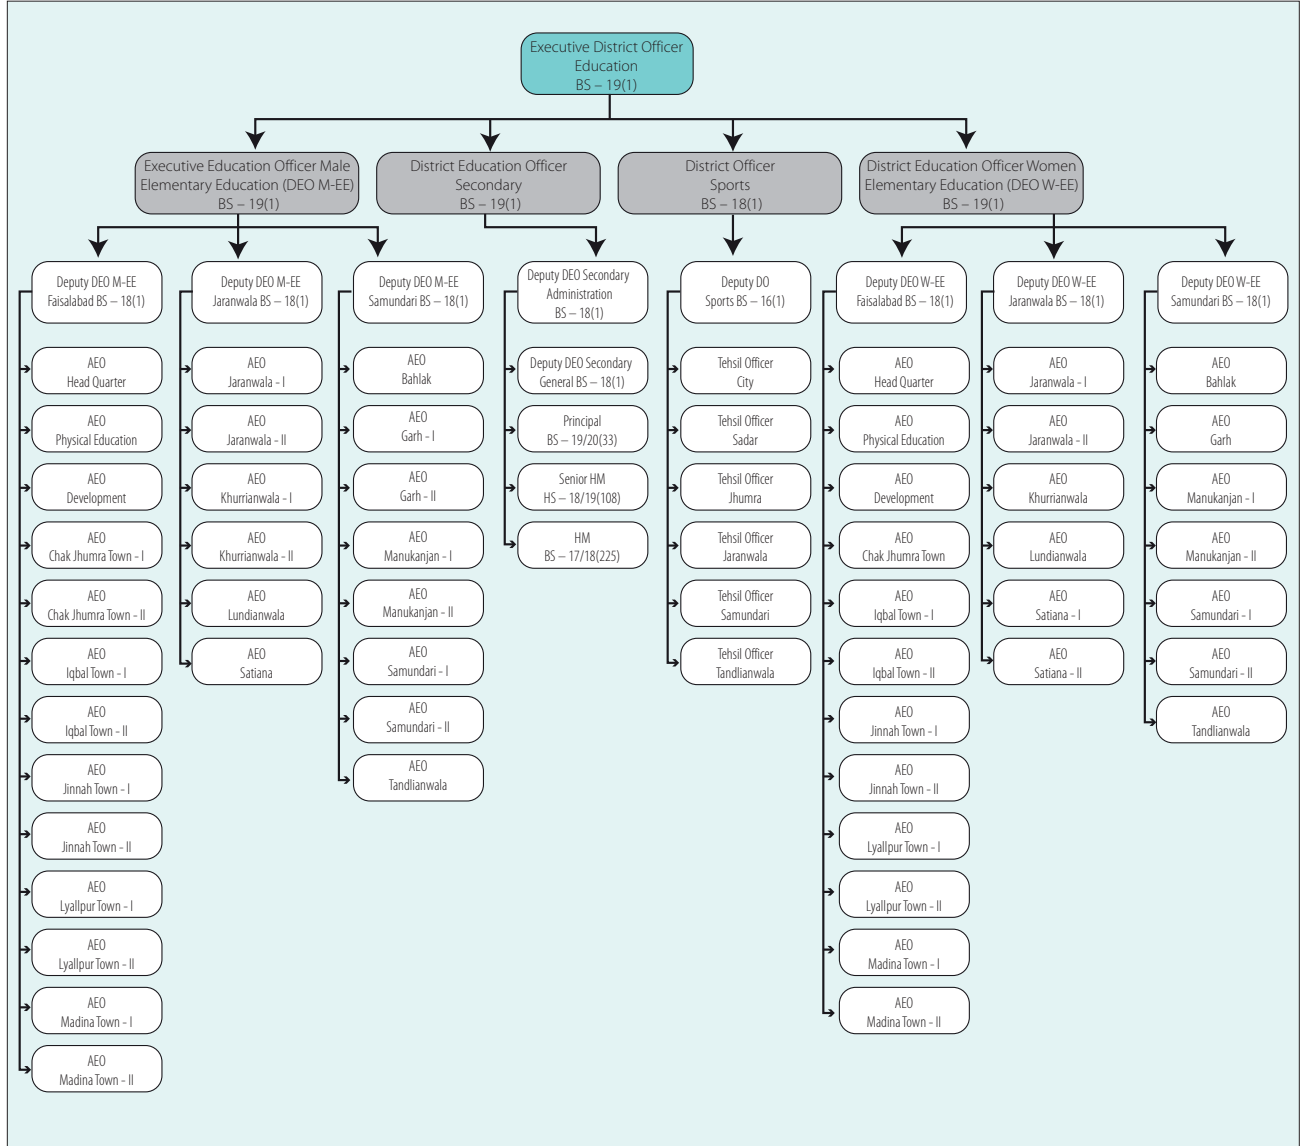 Executive District Officer
Education
BS – 19(1)
Executive Education Officer Male
Elementary Education (DEO M-EE)
BS – 19(1)
District Education Officer
Secondary
BS – 19(1)
District Officer
Sports
BS – 18(1)
District Education Officer Women
Elementary Education (DEO W-EE)
BS – 19(1)
Deputy DEO M-EE
Faisalabad BS – 18(1)
AEO
Head Quarter
AEO
Physical Education
AEO
Development
AEO
Chak Jhumra Town - I
AEO
Chak Jhumra Town - II
AEO
Iqbal Town - I
AEO
Iqbal Town - II
AEO
Jinnah Town - I
AEO
Jinnah Town - II
AEO
Lyallpur Town - I
AEO
Lyallpur Town - II
AEO
Madina Town - I
AEO
Madina Town - II
Deputy DEO M-EE
Jaranwala BS – 18(1)
AEO
Jaranwala - I
AEO
Jaranwala - II
AEO
Khurrianwala - I
AEO
Khurrianwala - II
AEO
Lundianwala
AEO
Satiana
Deputy DEO M-EE
Samundari BS – 18(1)
AEO
Bahlak
AEO
Garh - I
AEO
Garh - II
AEO
Manukanjan - I
AEO
Manukanjan - II
AEO
Samundari - I
AEO
Samundari - II
AEO
Tandlianwala
Deputy DEO Secondary
Administration
BS – 18(1)
Deputy DEO Secondary
General BS – 18(1)
Principal
BS – 19/20(33)
Senior HM
HS – 18/19(108)
HM
BS – 17/18(225)
Deputy DO
Sports BS – 16(1)
Tehsil Officer
City
Tehsil Officer
Sadar
Tehsil Officer
Jhumra
Tehsil Officer
Jaranwala
Tehsil Officer
Samundari
Tehsil Officer
Tandlianwala
Deputy DEO W-EE
Faisalabad BS – 18(1)
AEO
Head Quarter
AEO
Physical Education
AEO
Development
AEO
Chak Jhumra Town
AEO
Iqbal Town - I
AEO
Iqbal Town - II
AEO
Jinnah Town - I
AEO
Jinnah Town - II
AEO
Lyallpur Town - I
AEO
Lyallpur Town - II
AEO
Madina Town - I
AEO
Madina Town - II
Deputy DEO W-EE
Jaranwala BS – 18(1)
AEO
Jaranwala - I
AEO
Jaranwala - II
AEO
Khurrianwala
AEO
Lundianwala
AEO
Satiana - I
AEO
Satiana - II
Deputy DEO W-EE
Samundari BS – 18(1)
AEO
Bahlak
AEO
Garh
AEO
Manukanjan - I
AEO
Manukanjan - II
AEO
Samundari - I
AEO
Samundari - II
AEO
Tandlianwala